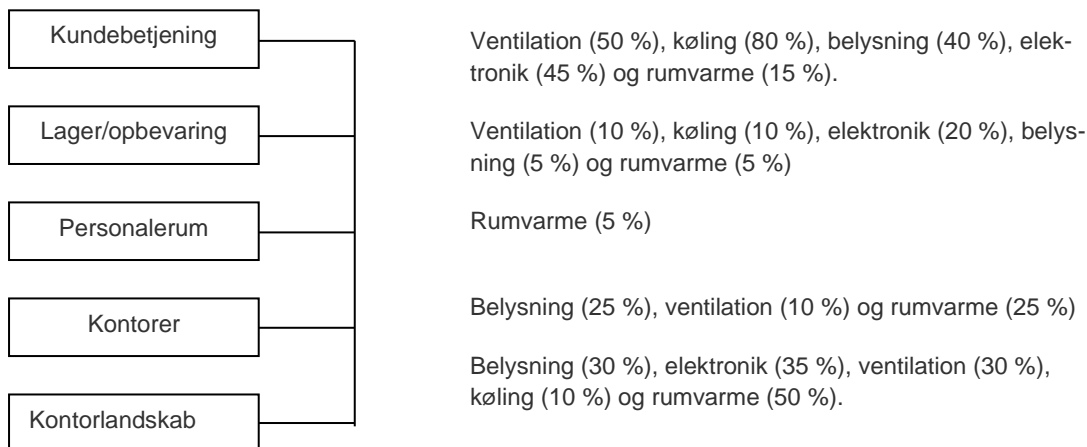 Kundebetjening
Ventilation (50 %), køling (80 %), belysning (40 %), elek-
tronik (45 %) og rumvarme (15 %).
Lager/opbevaring
Ventilation (10 %), køling (10 %), elektronik (20 %), belys-
ning (5 %) og rumvarme (5 %)
Personalerum
Rumvarme (5 %)
Kontorer
Belysning (25 %), ventilation (10 %) og rumvarme (25 %)
Kontorlandskab
Belysning (30 %), elektronik (35 %), ventilation (30 %),
køling (10 %) og rumvarme (50 %).